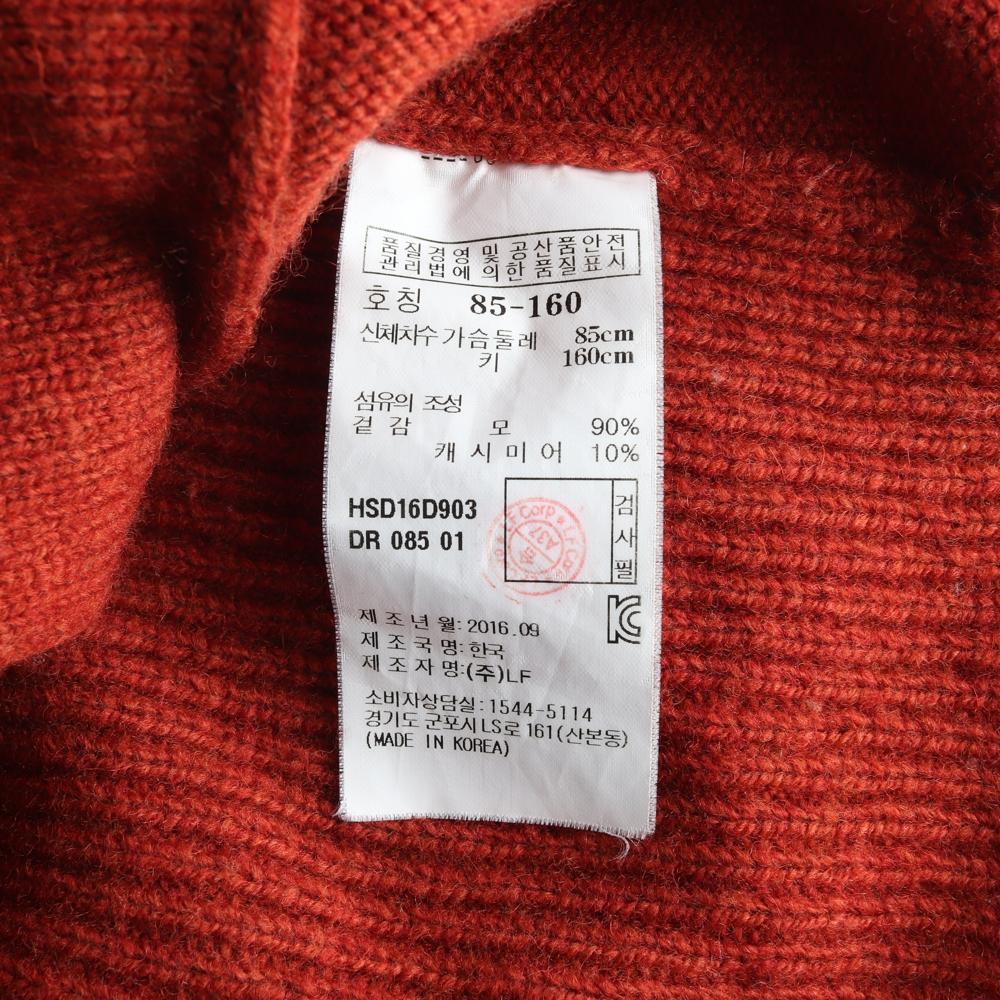 품질경영 및 공산품안전
관리법에 의한 품질표시
호칭 85-160
신체치수 가슴둘레 85cm
키 160cm
섬유의 조성
겉감 모 90%
캐시미어 10%
HSD16D903
DR 085 01
검사필
LF Corp ★ LF Co
A37
제조년월: 2016.09
제조국명: 한국
제조자명:(주)LF
소비자상담실:1544-5114
경기도 군포시 LS로 161(산본동)
(MADE IN KOREA)